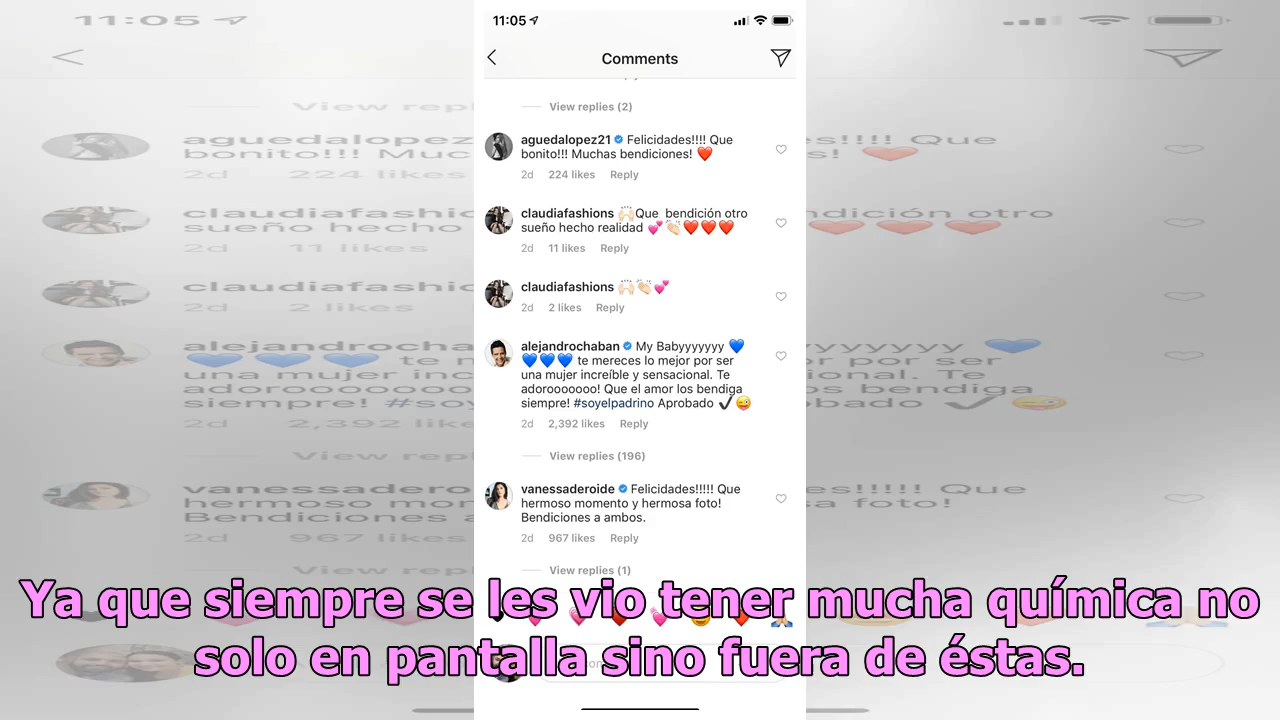 11:05
Comments
View replies (2)
aguedalopez21 Felicidades!!!! Que
bonito!!! Muchas bendiciones! ❤️
2d 224 likes Reply
claudiafashions 🙌🏻Que bendición otro
sueño hecho realidad 💕👏🏻❤️❤️❤️
2d 11 likes Reply
claudiafashions 🙌🏻👏🏻💕
2d 2 likes Reply
alejandrochaban My Babyyyyyyy 💙
💙💙💙 te mereces lo mejor por ser
una mujer increíble y sensacional. Te
adorooooooo! Que el amor los bendiga
siempre! #soyelpadrino Aprobado ✔️😜
2d 2,392 likes Reply
View replies (196)
vanessaderoide Felicidades!!!!! Que
hermoso momento y hermosa foto!
Bendiciones a ambos.
2d 967 likes Reply
View replies (1)
Ya que siempre se les vio tener mucha química no
solo en pantalla sino fuera de éstas.